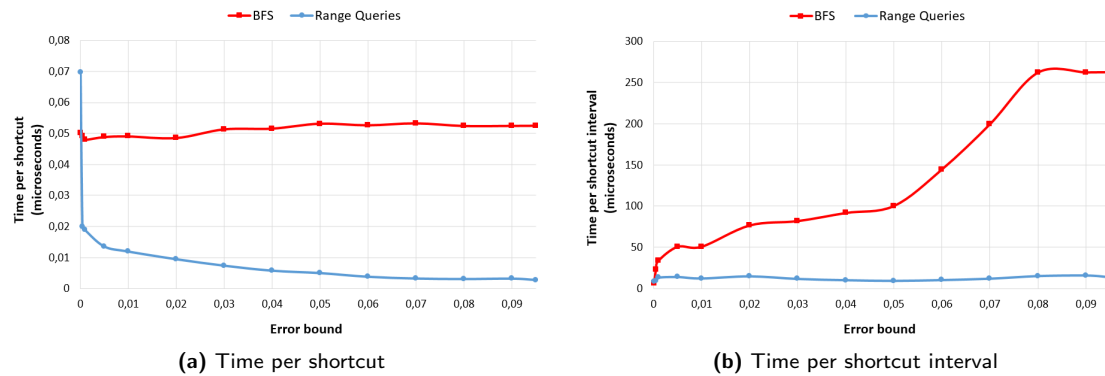 BFS Range Queries
0,08
0,07
0,06
0,05
0,04
0,03
0,02
0,01
0
Time per shortcut
(microseconds)
0 0,01 0,02 0,03 0,04 0,05 0,06 0,07 0,08 0,09
Error bound
(a) Time per shortcut
BFS Range Queries
300
250
200
150
100
50
0
Time per shortcut interval
(microseconds)
0 0,01 0,02 0,03 0,04 0,05 0,06 0,07 0,08 0,09
Error bound
(b) Time per shortcut interval